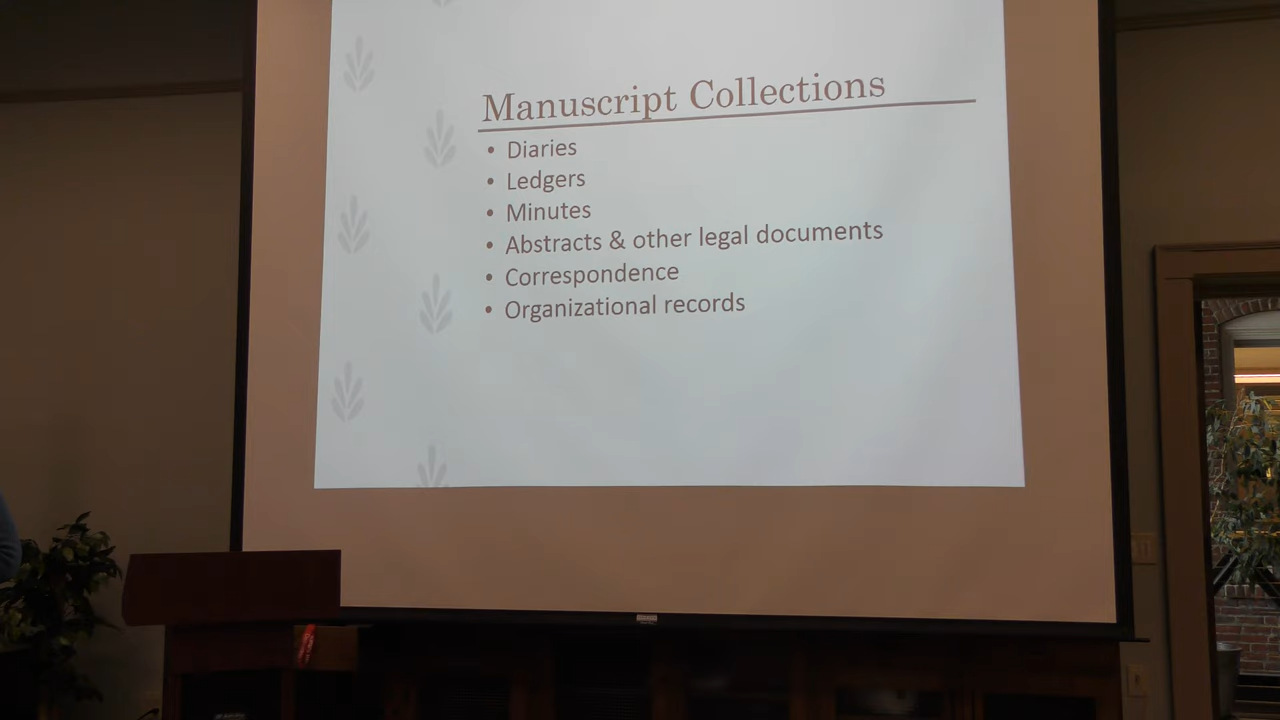 Manuscript Collections
• Diaries
• Ledgers
• Minutes
• Abstracts & other legal documents
• Correspondence
• Organizational records